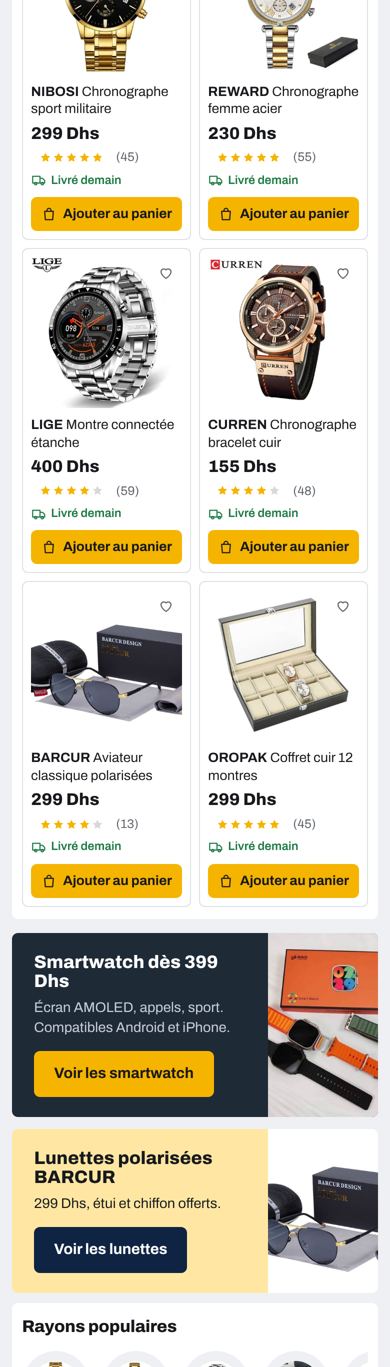 NIBOSI Chronographe
sport militaire
299 Dhs
(45)
Livré demain
Ajouter au panier
REWARD Chronographe
femme acier
230 Dhs
(55)
Livré demain
Ajouter au panier
LIGE
LIGE Montre connectée
étanche
400 Dhs
(59)
Livré demain
Ajouter au panier
CURREN
CURREN
CURREN Chronographe
bracelet cuir
155 Dhs
(48)
Livré demain
Ajouter au panier
BARCUR DESIGN
BARCUR Aviateur
classique polarisées
299 Dhs
(13)
Livré demain
Ajouter au panier
OROPAK Coffret cuir 12
montres
299 Dhs
(45)
Livré demain
Ajouter au panier
Smartwatch dès 399
Dhs
Écran AMOLED, appels, sport.
Compatibles Android et iPhone.
Voir les smartwatch
Lunettes polarisées
BARCUR
299 Dhs, étui et chiffon offerts.
Voir les lunettes
BARCUR DESIGN
Rayons populaires